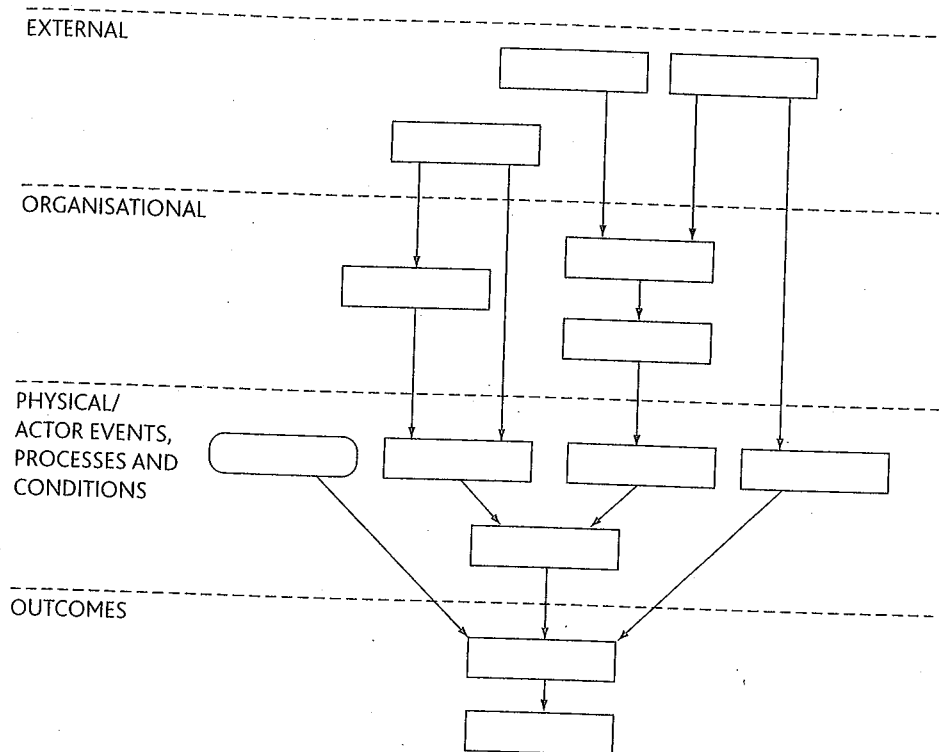 EXTERNAL
ORGANISATIONAL
PHYSICAL/
ACTOR EVENTS,
PROCESSES AND
CONDITIONS
OUTCOMES